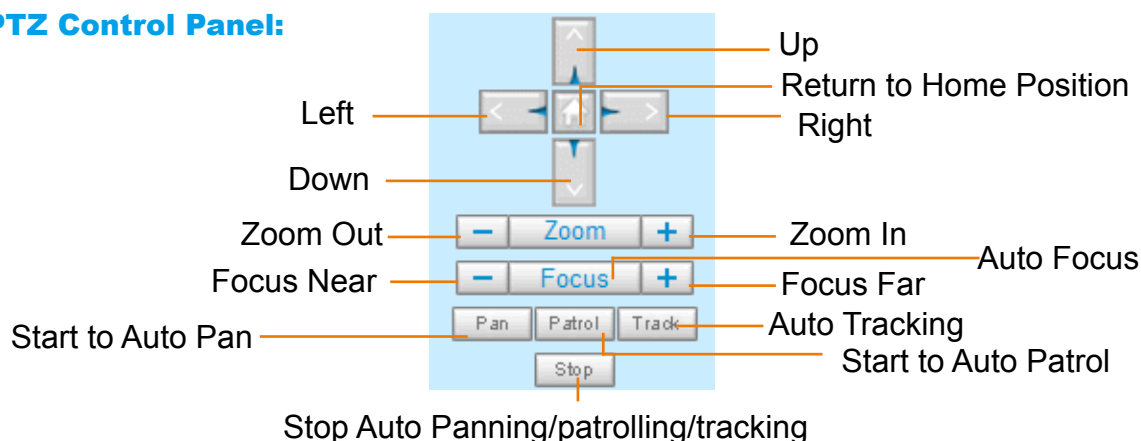 PTZ Control Panel:
Up
Return to Home Position
Left
Right
Down
Zoom Out
Zoom
Zoom In
Auto Focus
Focus Near
Focus
Focus Far
Pan
Patrol
Track
Auto Tracking
Start to Auto Pan
Start to Auto Patrol
Stop
Stop Auto Panning/patrolling/tracking